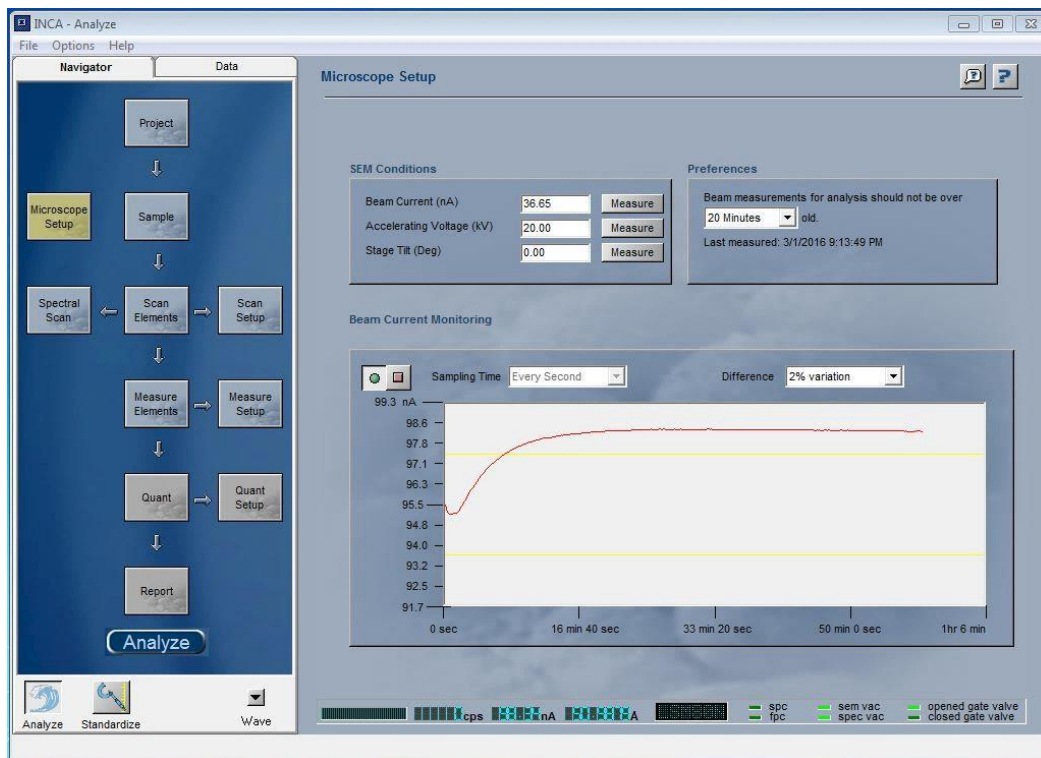 INCA - Analyze
File Options Help
Navigator Data
Project
Microscope Setup
Sample
Spectral Scan
Scan Elements
Scan Setup
Measure Elements
Measure Setup
Quant
Quant Setup
Report
Analyze
Analyze Standardize Wave
Microscope Setup
SEM Conditions
Beam Current (nA) 36.65 Measure
Accelerating Voltage (kV) 20.00 Measure
Stage Tilt (Deg) 0.00 Measure
Preferences
Beam measurements for analysis should not be over
20 Minutes old.
Last measured: 3/1/2016 9:13:49 PM
Beam Current Monitoring
Sampling Time Every Second Difference 2% variation
99.3 nA
98.6
97.8
97.1
96.3
95.5
94.8
94.0
93.2
92.5
91.7
0 sec 16 min 40 sec 33 min 20 sec 50 min 0 sec 1hr 6 min
cps nA A
spc sem vac opened gate valve
fpc spec vac closed gate valve